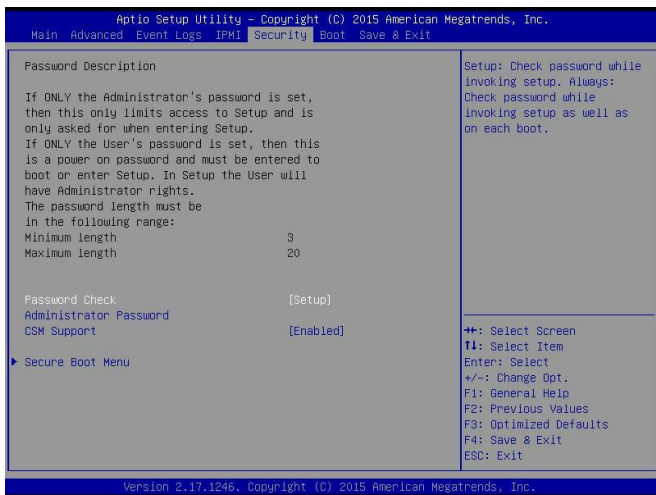 Aptio Setup Utility – Copyright (C) 2015 American Megatrends, Inc.
Main Advanced Event Logs IPMI Security Boot Save & Exit
Password Description
If ONLY the Administrator's password is set,
then this only limits access to Setup and is
only asked for when entering Setup.
If ONLY the User's password is set, then this
is a power on password and must be entered to
boot or enter Setup. In Setup the User will
have Administrator rights.
The password length must be
in the following range:
Minimum length 3
Maximum length 20
Password Check [Setup]
Administrator Password
CSM Support [Enabled]
Secure Boot Menu
Setup: Check password while
invoking setup. Always:
Check password while
invoking setup as well as
on each boot.
→←: Select Screen
↑↓: Select Item
Enter: Select
+/-: Change Opt.
F1: General Help
F2: Previous Values
F3: Optimized Defaults
F4: Save & Exit
ESC: Exit
Version 2.17.1246. Copyright (C) 2015 American Megatrends, Inc.